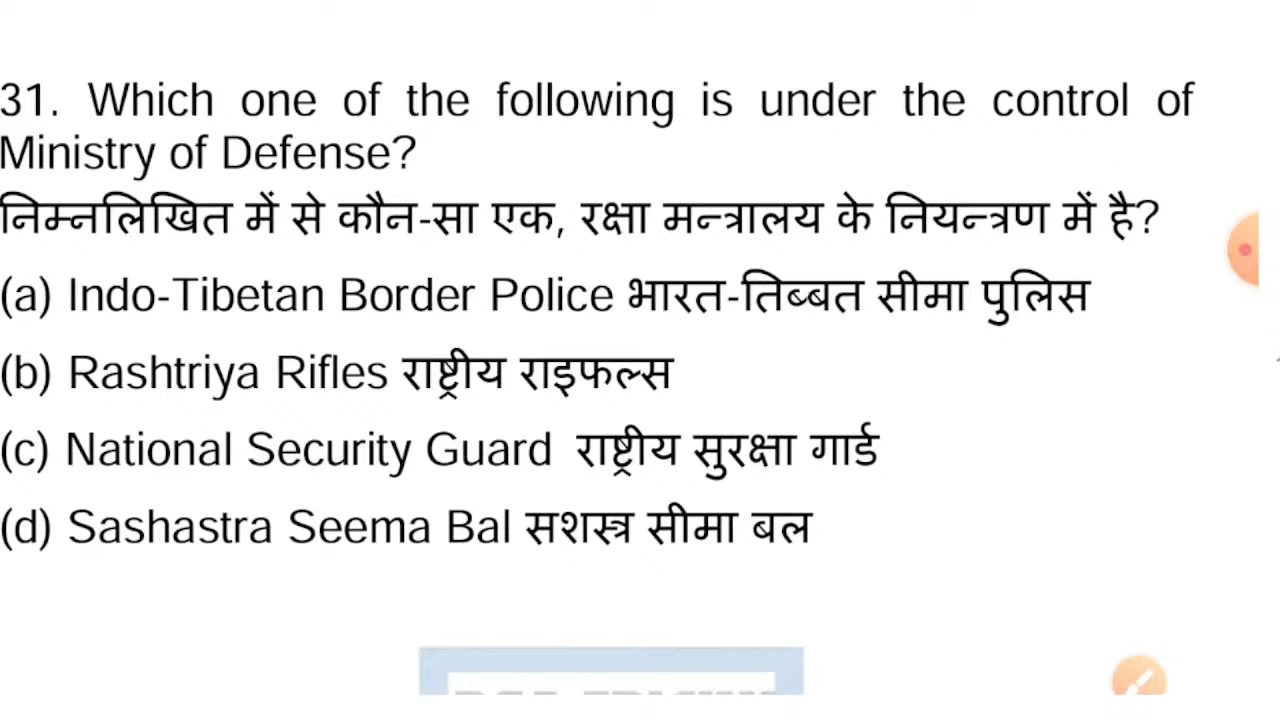 31. Which one of the following is under the control of
Ministry of Defense?
निम्नलिखित में से कौन-सा एक, रक्षा मन्त्रालय के नियन्त्रण में है?
(a) Indo-Tibetan Border Police भारत-तिब्बत सीमा पुलिस
(b) Rashtriya Rifles राष्ट्रीय राइफल्स
(c) National Security Guard राष्ट्रीय सुरक्षा गार्ड
(d) Sashastra Seema Bal सशस्त्र सीमा बल